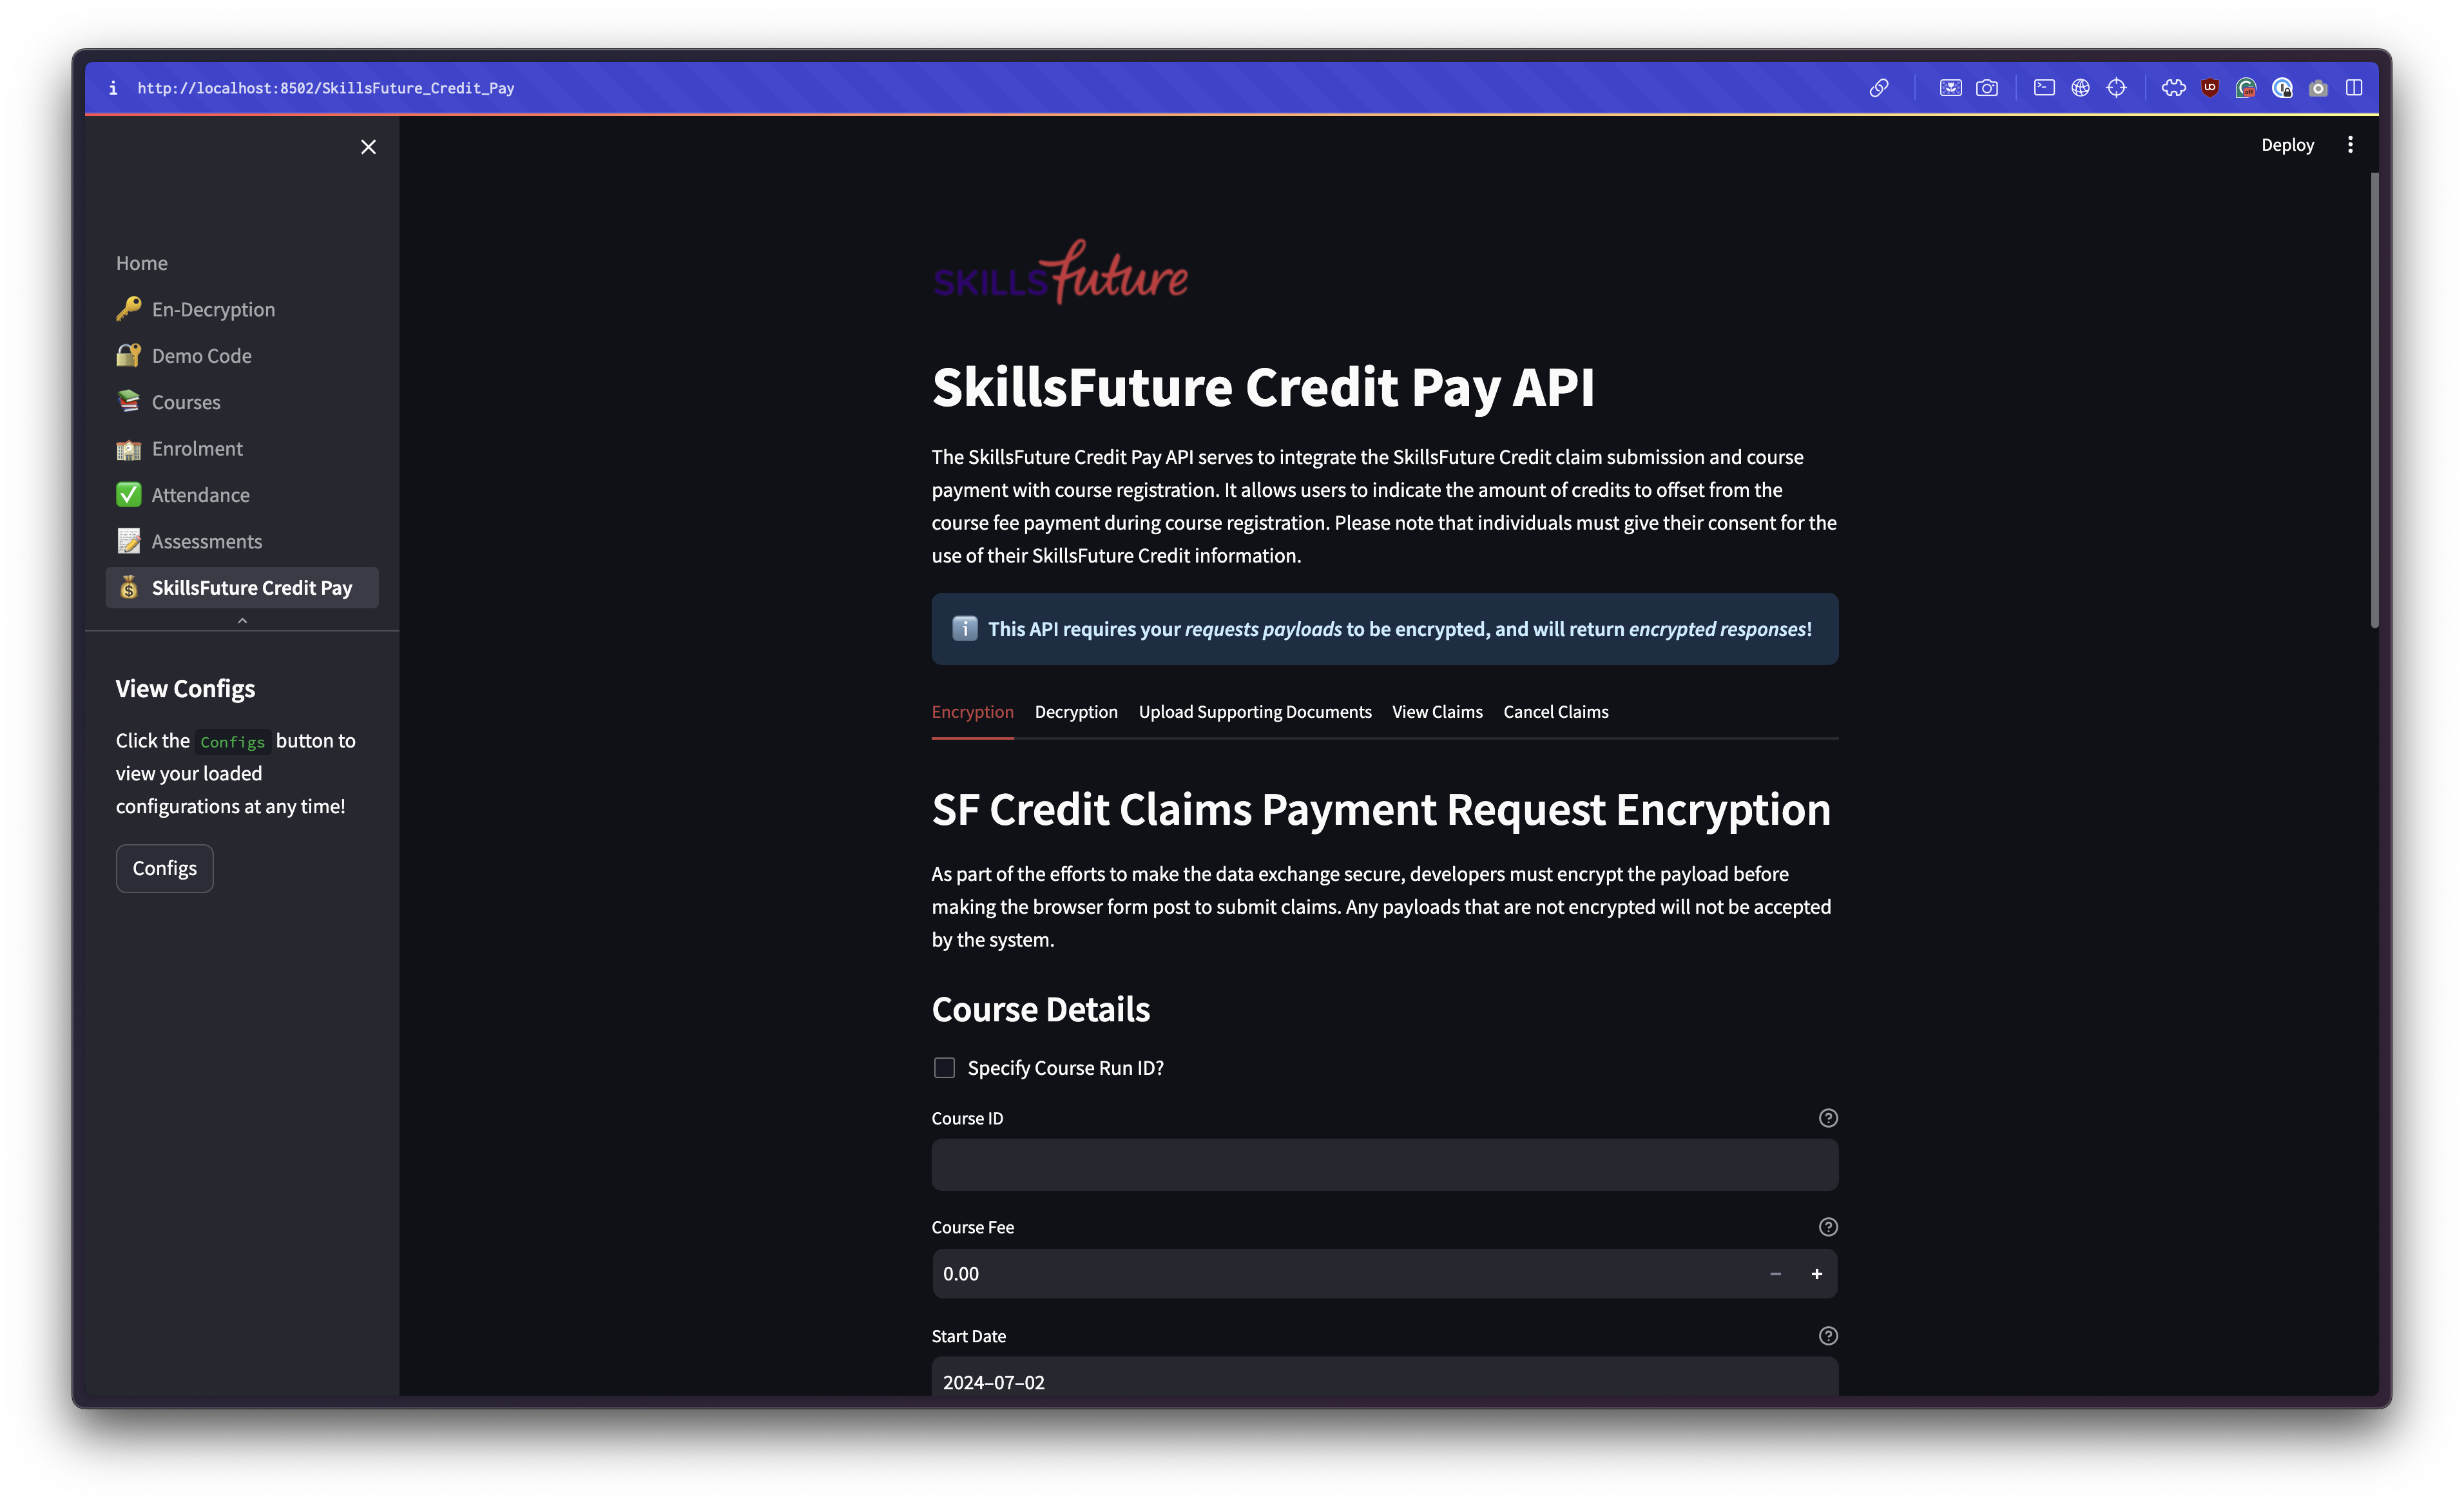 http://localhost:8502/SkillsFuture_Credit_Pay
Deploy
Home
En-Decryption
Demo Code
Courses
Enrolment
Attendance
Assessments
SkillsFuture Credit Pay
View Configs
Click the Configs button to
view your loaded
configurations at any time!
Configs
SKILLSfuture
SkillsFuture Credit Pay API
The SkillsFuture Credit Pay API serves to integrate the SkillsFuture Credit claim submission and course
payment with course registration. It allows users to indicate the amount of credits to offset from the
course fee payment during course registration. Please note that individuals must give their consent for the
use of their SkillsFuture Credit information.
This API requires your requests payloads to be encrypted, and will return encrypted responses!
Encryption Decryption Upload Supporting Documents View Claims Cancel Claims
SF Credit Claims Payment Request Encryption
As part of the efforts to make the data exchange secure, developers must encrypt the payload before
making the browser form post to submit claims. Any payloads that are not encrypted will not be accepted
by the system.
Course Details
Specify Course Run ID?
Course ID
Course Fee
0.00
Start Date
2024–07–02